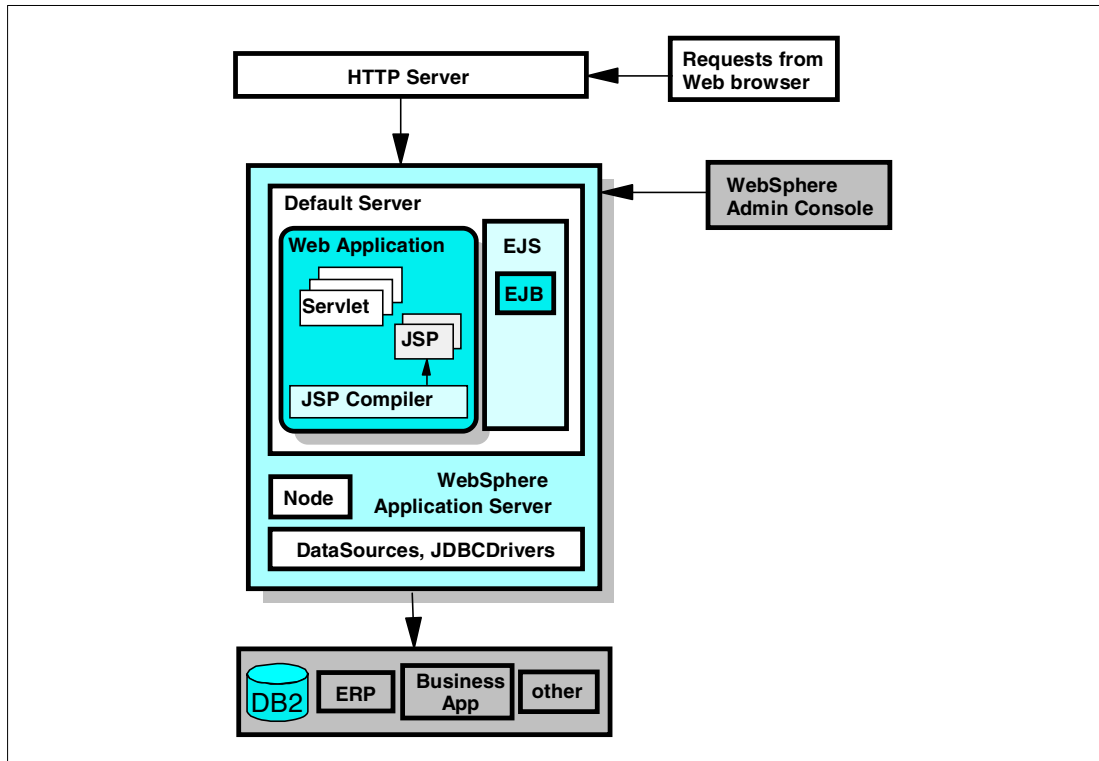 HTTP Server
Requests from
Web browser
WebSphere
Admin Console
Default Server
Web Application
Servlet
JSP
JSP Compiler
EJS
EJB
Node
WebSphere
Application Server
DataSources, JDBCDrivers
DB2
ERP
Business
App
other